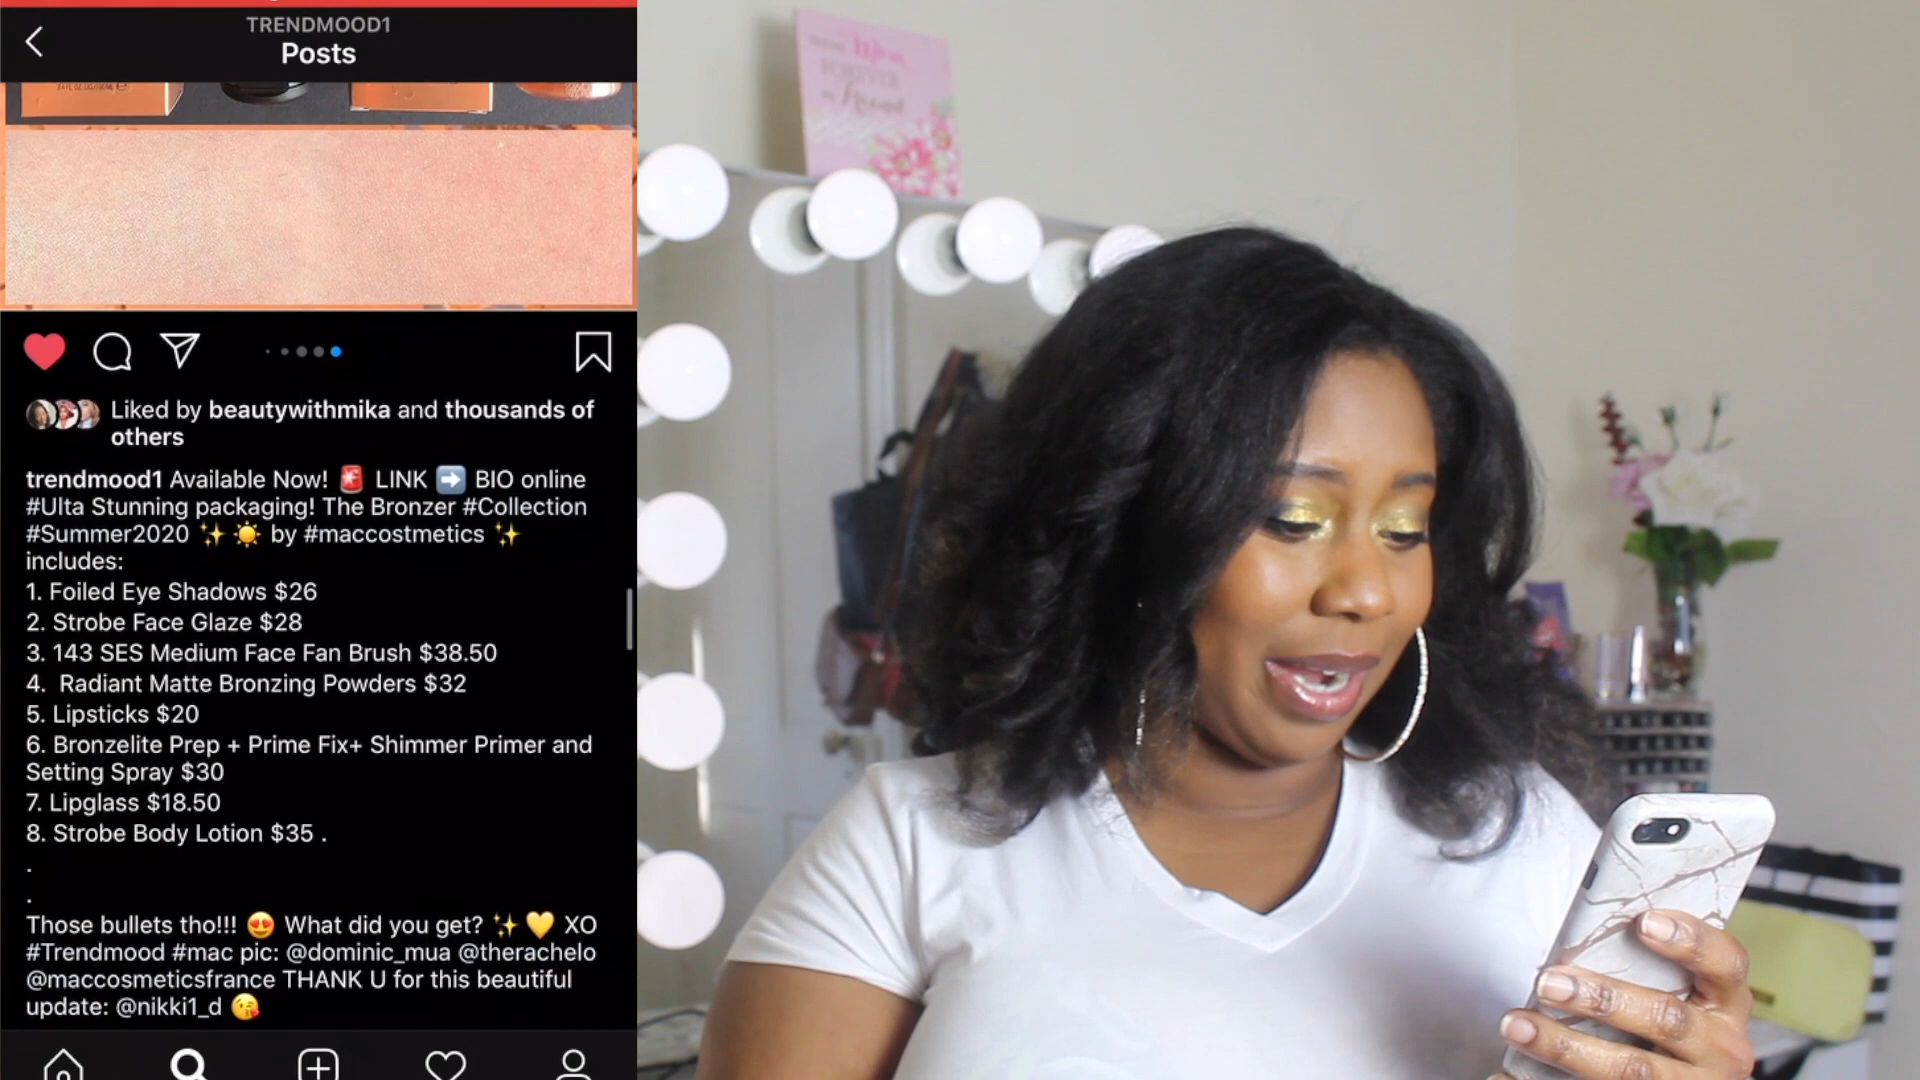 TRENDMOOD1
Posts
Liked by beautywithmika and thousands of
others
trendmood1 Available Now! 🚨 LINK ➡️ BIO online
#Ulta Stunning packaging! The Bronzer #Collection
#Summer2020 ✨☀️ by #maccostmetics ✨
includes:
1. Foiled Eye Shadows $26
2. Strobe Face Glaze $28
3. 143 SES Medium Face Fan Brush $38.50
4.  Radiant Matte Bronzing Powders $32
5. Lipsticks $20
6. Bronzelite Prep + Prime Fix+ Shimmer Primer and
Setting Spray $30
7. Lipglass $18.50
8. Strobe Body Lotion $35 .
.
.
Those bullets tho!!! 😍 What did you get? ✨💛 XO
#Trendmood #mac pic: @dominic_mua @therachelo
@maccosmeticsfrance THANK U for this beautiful
update: @nikki1_d 😘
Mom
FOREVER
my Friend